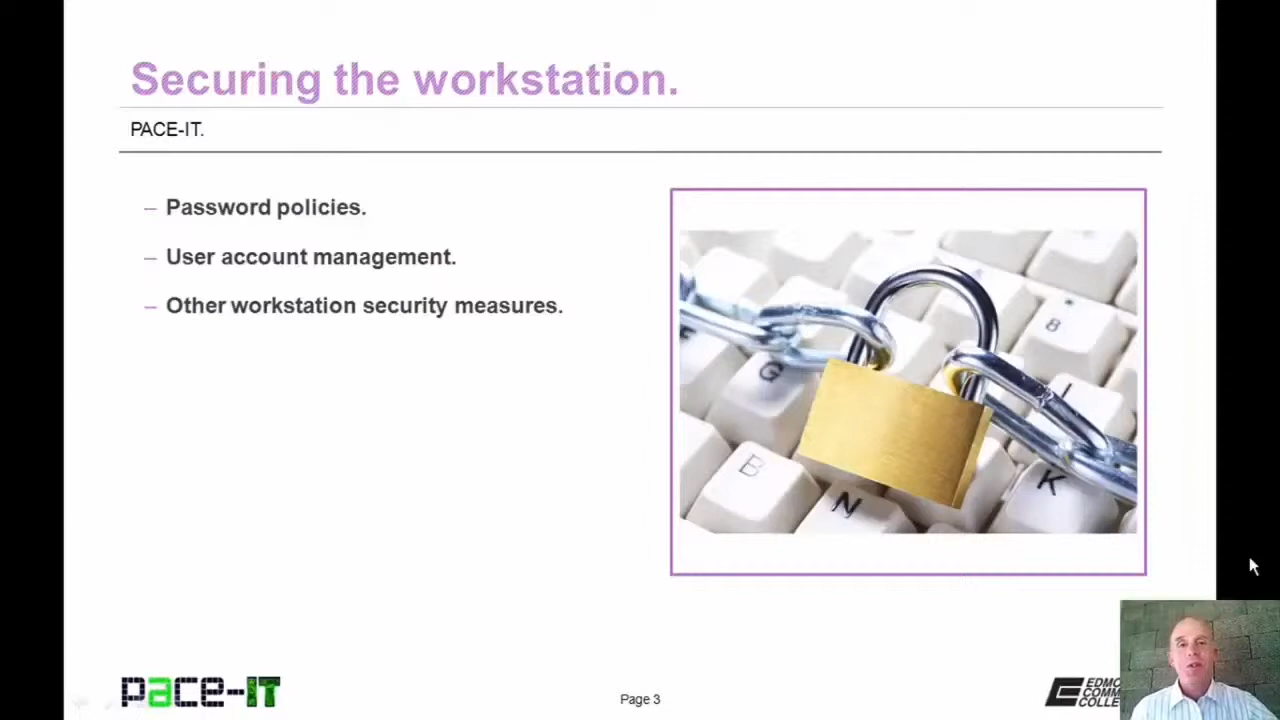 Securing the workstation.
PACE-IT.
– Password policies.
– User account management.
– Other workstation security measures.
G
B
I
B
N
K
pace-IT
Page 3